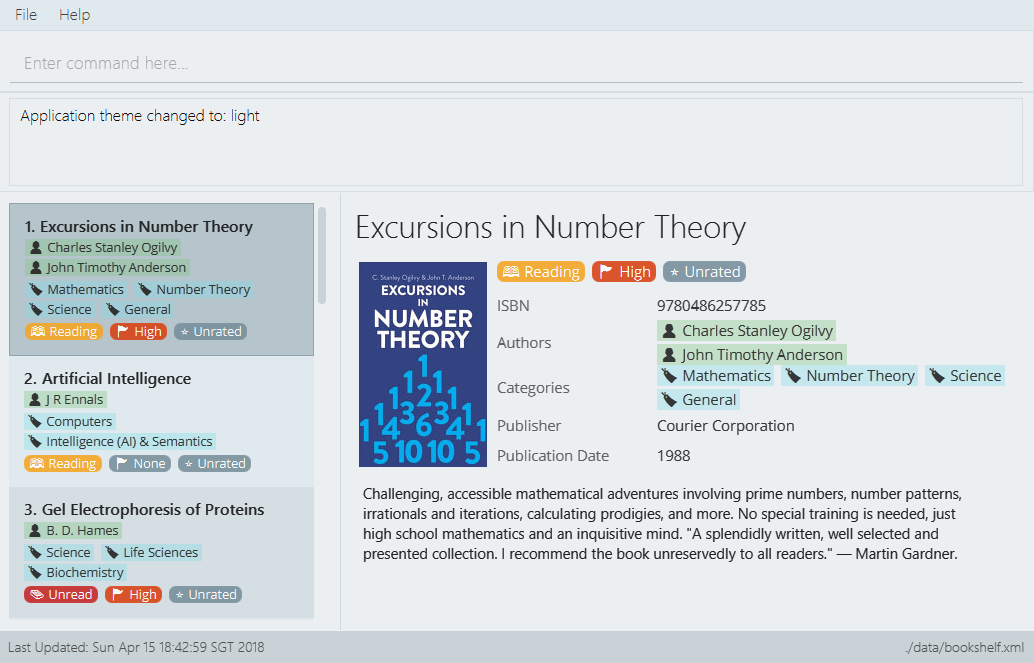 File Help
Enter command here...
Application theme changed to: light
1. Excursions in Number Theory
Charles Stanley Ogilvy
John Timothy Anderson
Mathematics Number Theory
Science General
Reading High Unrated
2. Artificial Intelligence
J R Ennals
Computers
Intelligence (AI) & Semantics
Reading None Unrated
3. Gel Electrophoresis of Proteins
B. D. Hames
Science Life Sciences
Biochemistry
Unread High Unrated
Excursions in Number Theory
C. Stanley Ogilvy & John T. Anderson
EXCURSIONS
IN
NUMBER
THEORY
1
1 1
1 2 1
1 3 3 1
1 4 6 4 1
5 10 10 5
Reading High Unrated
ISBN 9780486257785
Authors Charles Stanley Ogilvy
John Timothy Anderson
Categories Mathematics Number Theory Science
General
Publisher Courier Corporation
Publication Date 1988
Challenging, accessible mathematical adventures involving prime numbers, number patterns,
irrationals and iterations, calculating prodigies, and more. No special training is needed, just
high school mathematics and an inquisitive mind. "A splendidly written, well selected and
presented collection. I recommend the book unreservedly to all readers." — Martin Gardner.
Last Updated: Sun Apr 15 18:42:59 SGT 2018
./data/bookshelf.xml